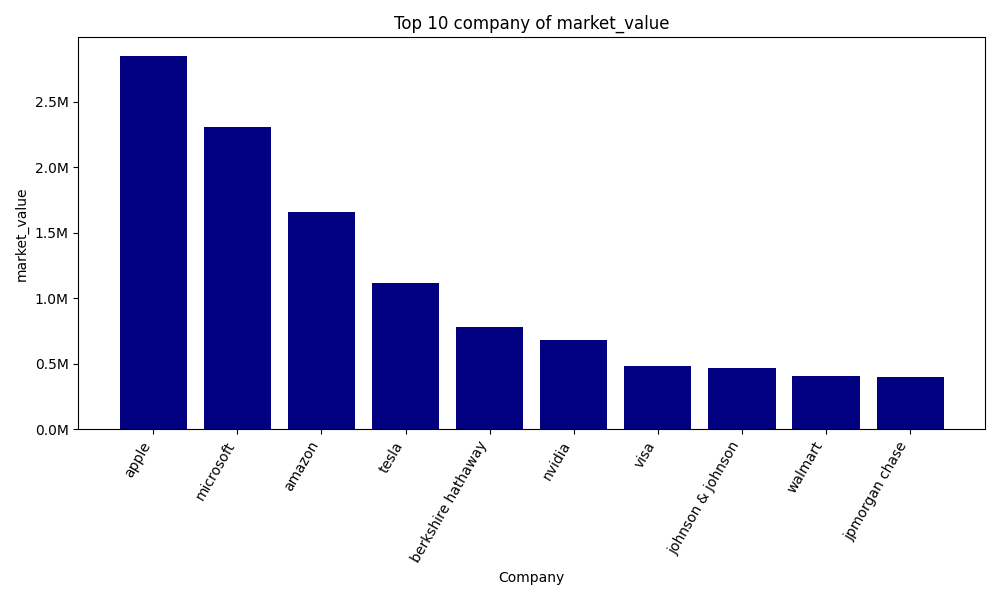 Top 10 company of market_value
market_value
2.5M
2.0M
1.5M
1.0M
0.5M
0.0M
apple
microsoft
amazon
tesla
berkshire hathaway
nvidia
visa
johnson & johnson
walmart
jpmorgan chase
Company